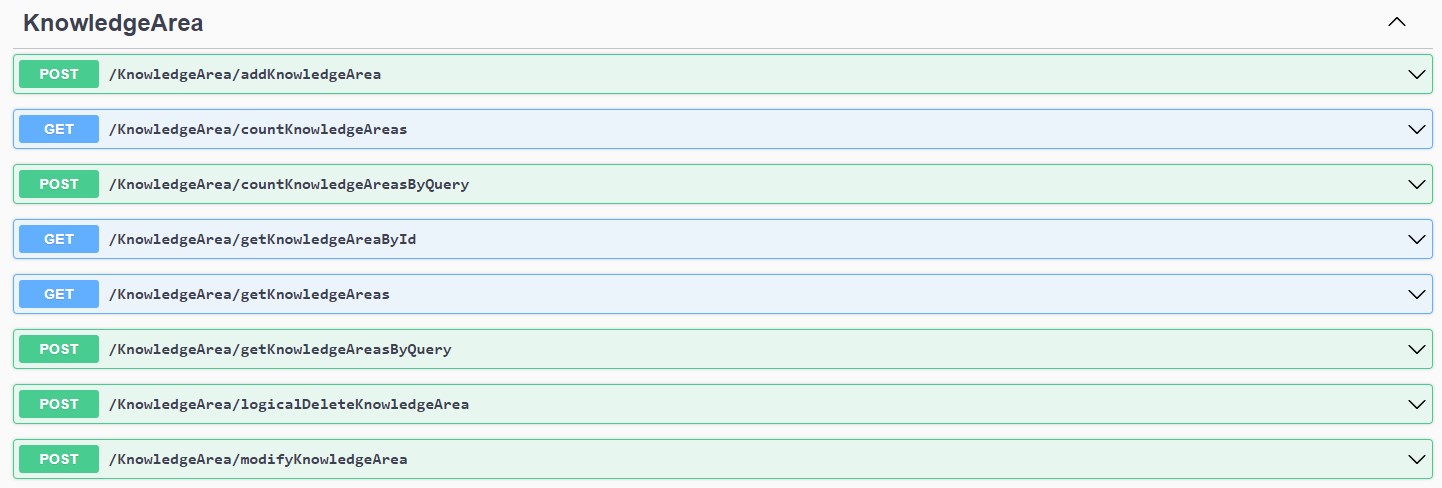 KnowledgeArea
POST /KnowledgeArea/addKnowledgeArea
GET /KnowledgeArea/countKnowledgeAreas
POST /KnowledgeArea/countKnowledgeAreasByQuery
GET /KnowledgeArea/getKnowledgeAreaById
GET /KnowledgeArea/getKnowledgeAreas
POST /KnowledgeArea/getKnowledgeAreasByQuery
POST /KnowledgeArea/logicalDeleteKnowledgeArea
POST /KnowledgeArea/modifyKnowledgeArea